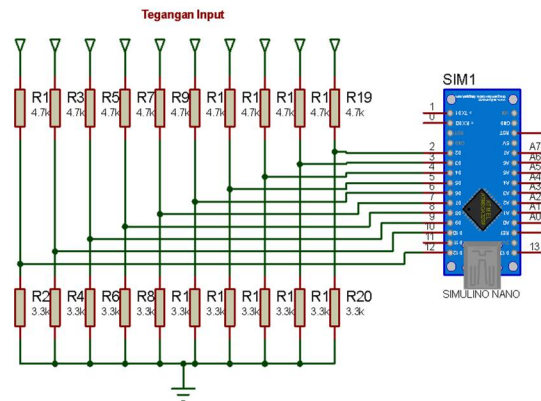 Tegangan Input
SIM1
R1 R3 R5 R7 R9 R1 R1 R1 R1 R19
4.7k 4.7k 4.7k 4.7k 4.7k 4.7k 4.7k 4.7k 4.7k 4.7k
1
0
2
3
4
5
6
7
8
9
10
11
12
A7
A6
A5
A4
A3
A2
A1
A0
13
R2 R4 R6 R8 R1 R1 R1 R1 R1 R20
3.3k 3.3k 3.3k 3.3k 3.3k 3.3k 3.3k 3.3k 3.3k 3.3k
SIMULINO NANO